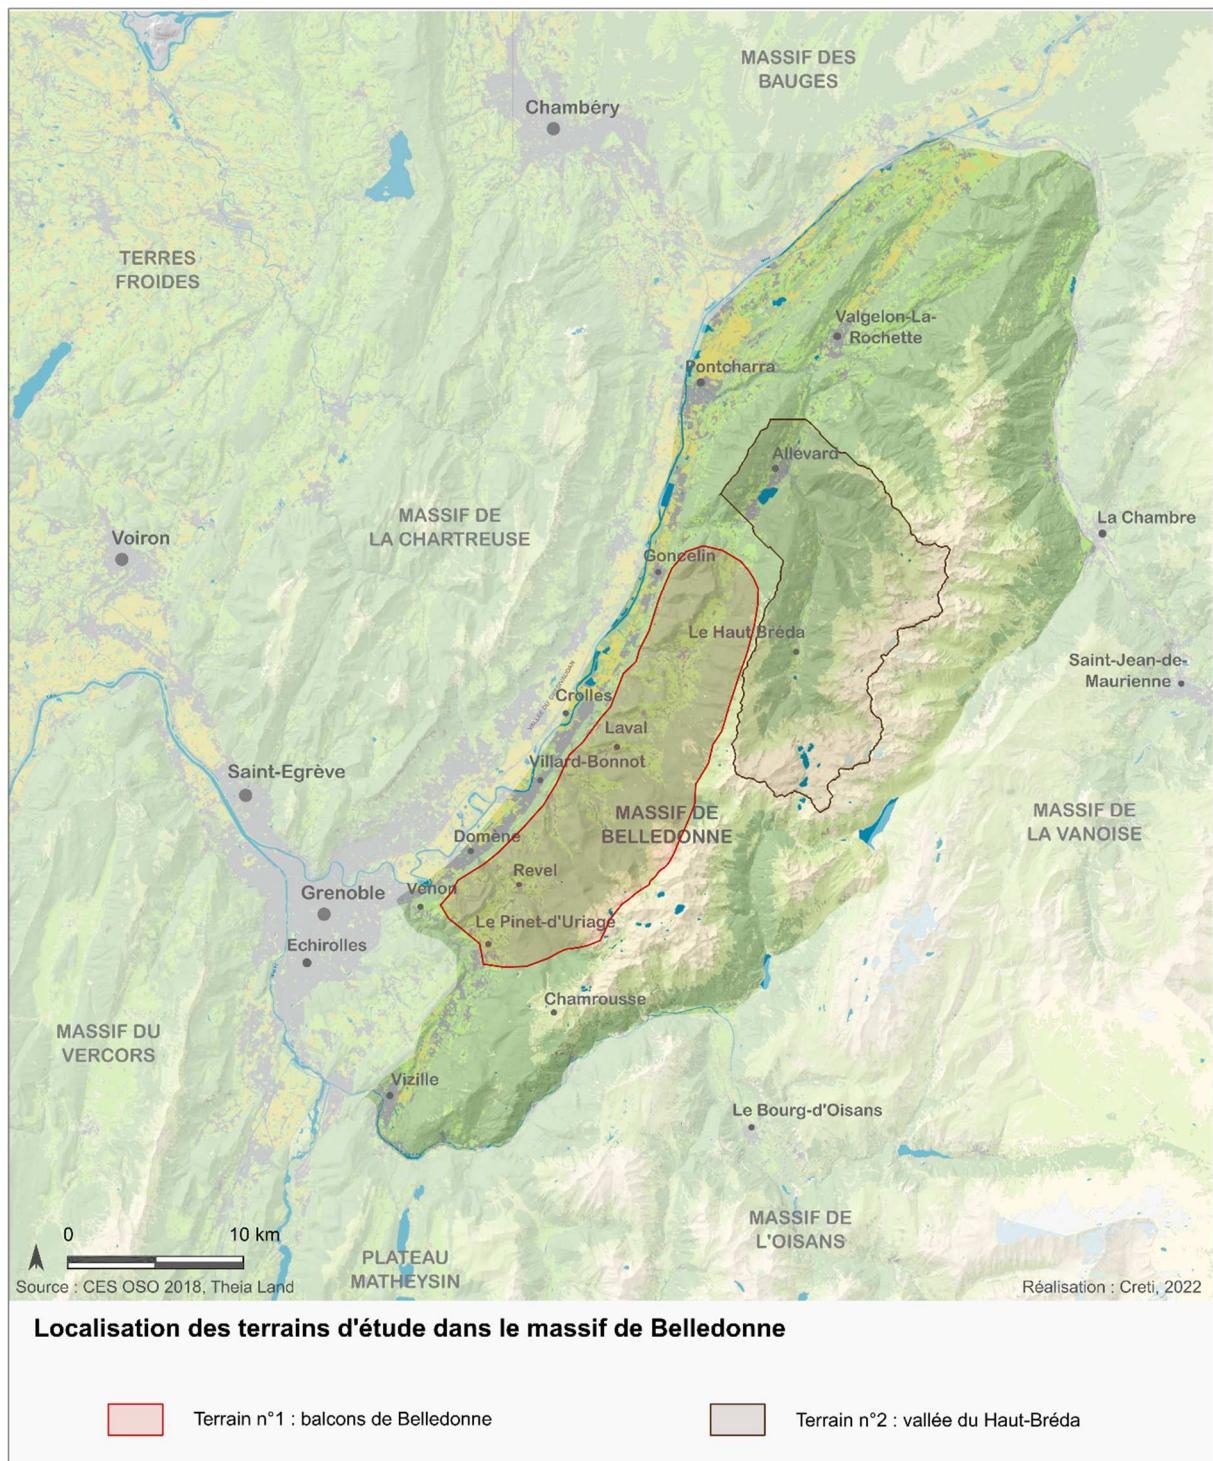 MASSIF DES
BAUGES
Chambéry
TERRES
FROIDES
Valgelon-La-
Rochette
Pontcharra
Allevard
MASSIF DE
LA CHARTREUSE
La Chambre
Voiron
Goncelin
Le Haut Bréda
Saint-Jean-de-
Maurienne
VALLÉE DU GRÉSIVAUDAN
Crolles
Laval
Villard-Bonnot
Saint-Egrève
MASSIF DE
BELLEDONNE
MASSIF DE
LA VANOISE
Domène
Revel
Venon
Grenoble
Le Pinet-d'Uriage
Echirolles
Chamrousse
MASSIF DU
VERCORS
Vizille
Le Bourg-d'Oisans
MASSIF DE
L'OISANS
0 10 km
PLATEAU
MATHEYSIN
Source : CES OSO 2018, Theia Land
Réalisation : Creti, 2022
Localisation des terrains d'étude dans le massif de Belledonne
Terrain n°1 : balcons de Belledonne
Terrain n°2 : vallée du Haut-Bréda